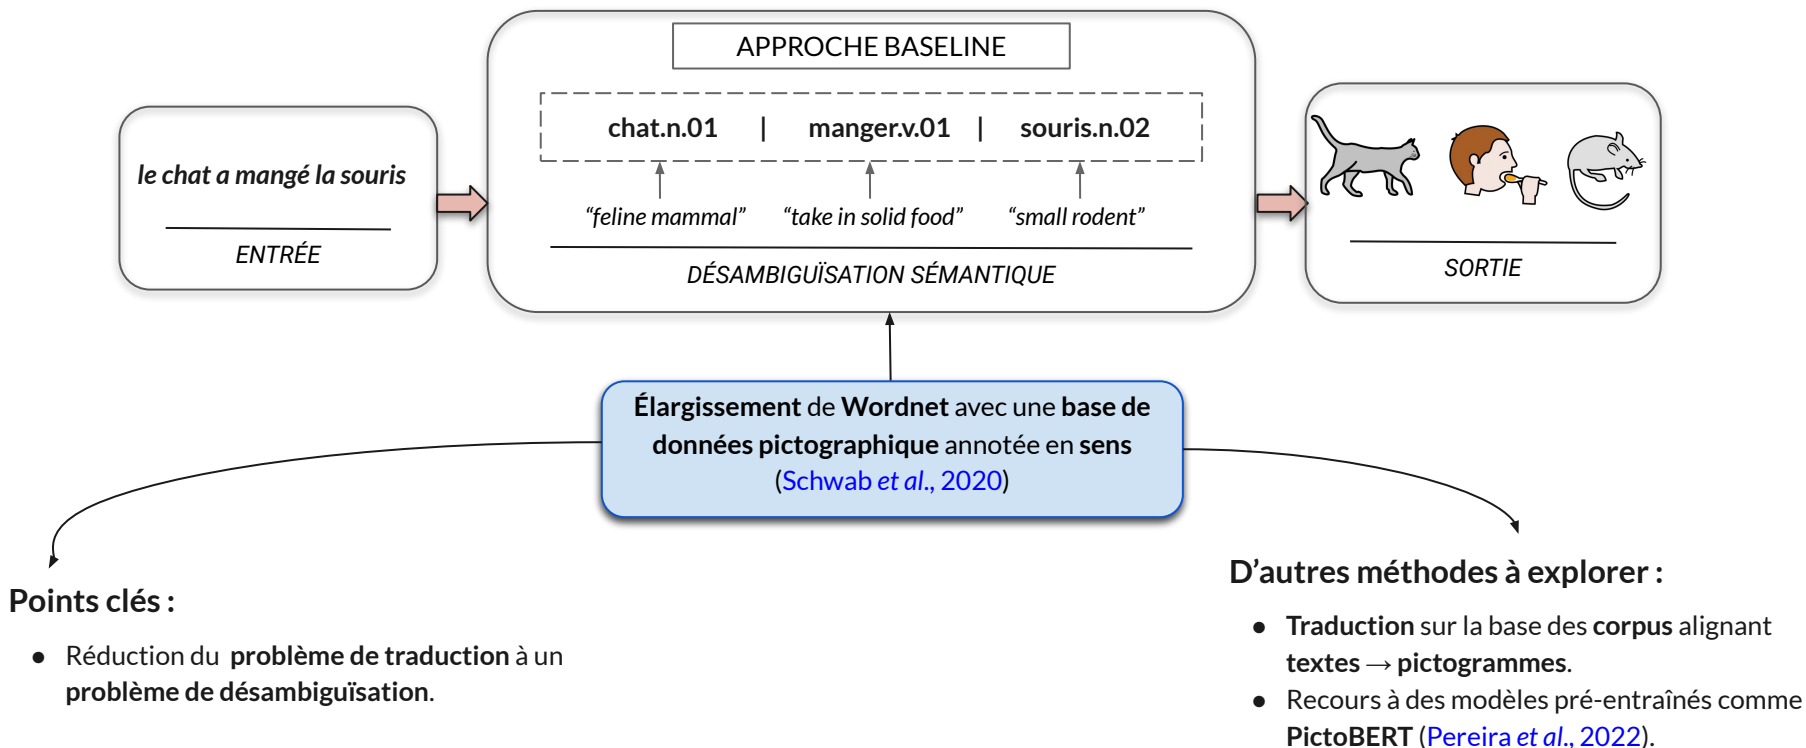 APPROCHE BASELINE
chat.n.01 | manger.v.01 | souris.n.02
le chat a mangé la souris
“feline mammal” “take in solid food” “small rodent”
ENTRÉE
DÉSAMBIGUÏSATION SÉMANTIQUE
SORTIE
Élargissement de Wordnet avec une base de
données pictographique annotée en sens
(Schwab et al., 2020)
Points clés :
● Réduction du problème de traduction à un
problème de désambiguïsation.
D’autres méthodes à explorer :
● Traduction sur la base des corpus alignant
textes → pictogrammes.
● Recours à des modèles pré-entraînés comme
PictoBERT (Pereira et al., 2022).